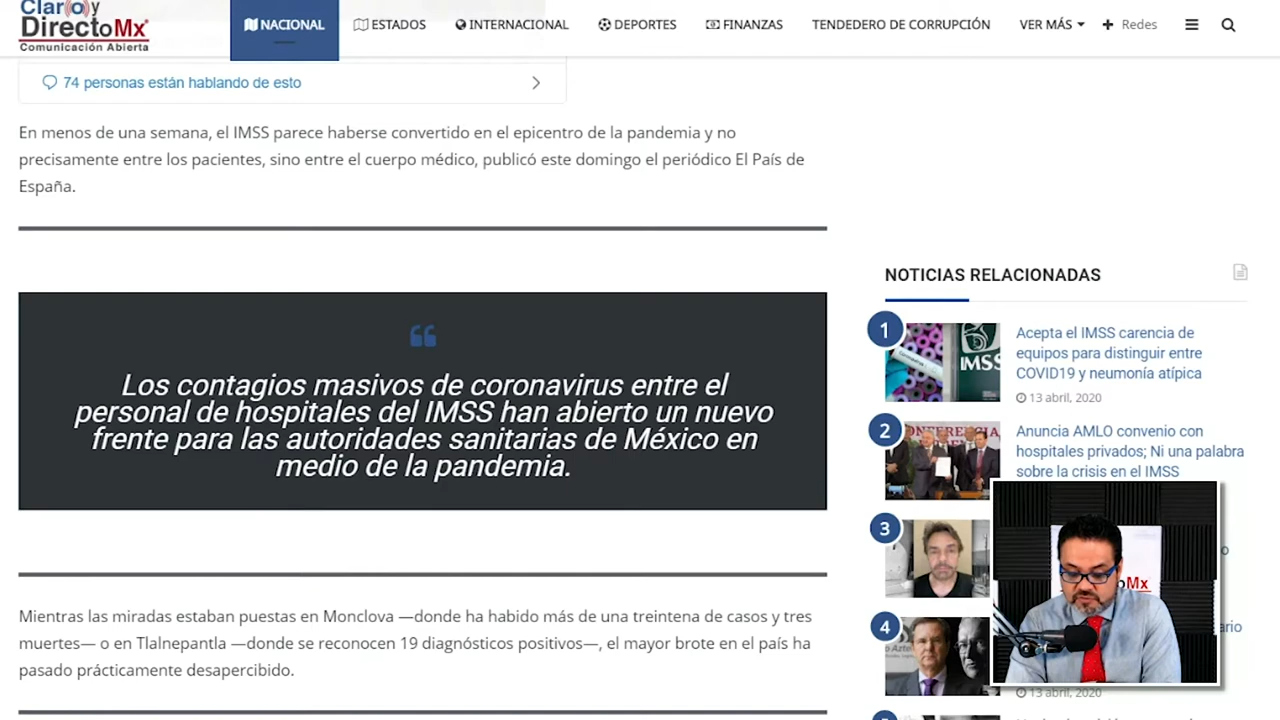 Claro y
DirectoMx
Comunicación Abierta
NACIONAL
ESTADOS
INTERNACIONAL
DEPORTES
FINANZAS
TENDEDERO DE CORRUPCIÓN
VER MÁS
Redes
74 personas están hablando de esto
En menos de una semana, el IMSS parece haberse convertido en el epicentro de la pandemia y no
precisamente entre los pacientes, sino entre el cuerpo médico, publicó este domingo el periódico El País de
España.
Los contagios masivos de coronavirus entre el
personal de hospitales del IMSS han abierto un nuevo
frente para las autoridades sanitarias de México en
medio de la pandemia.
Mientras las miradas estaban puestas en Monclova —donde ha habido más de una treintena de casos y tres
muertes— o en Tlalnepantla —donde se reconocen 19 diagnósticos positivos—, el mayor brote en el país ha
pasado prácticamente desapercibido.
NOTICIAS RELACIONADAS
1
IMSS
Acepta el IMSS carencia de
equipos para distinguir entre
COVID19 y neumonía atípica
13 abril, 2020
2
Anuncia AMLO convenio con
hospitales privados; Ni una palabra
sobre la crisis en el IMSS
3
4
13 abril, 2020